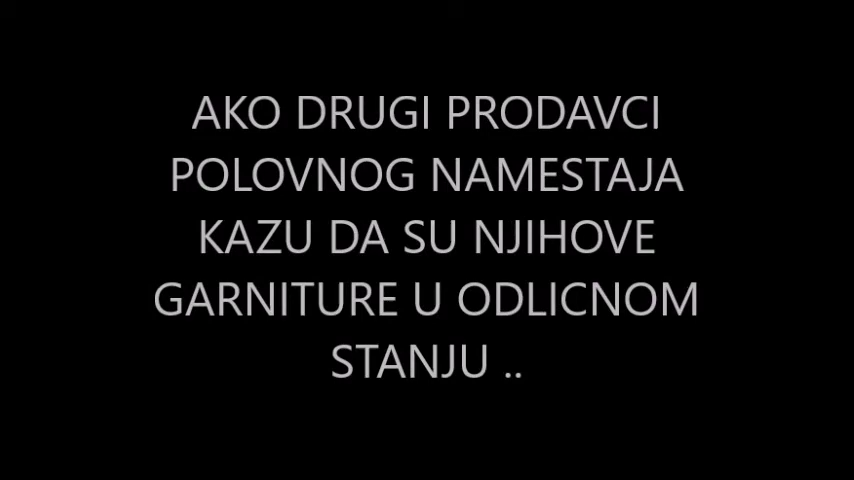 AKO DRUGI PRODAVCI
POLOVNOG NAMESTAJA
KAZU DA SU NJIHOVE
GARNITURE U ODLICNOM
STANJU ..